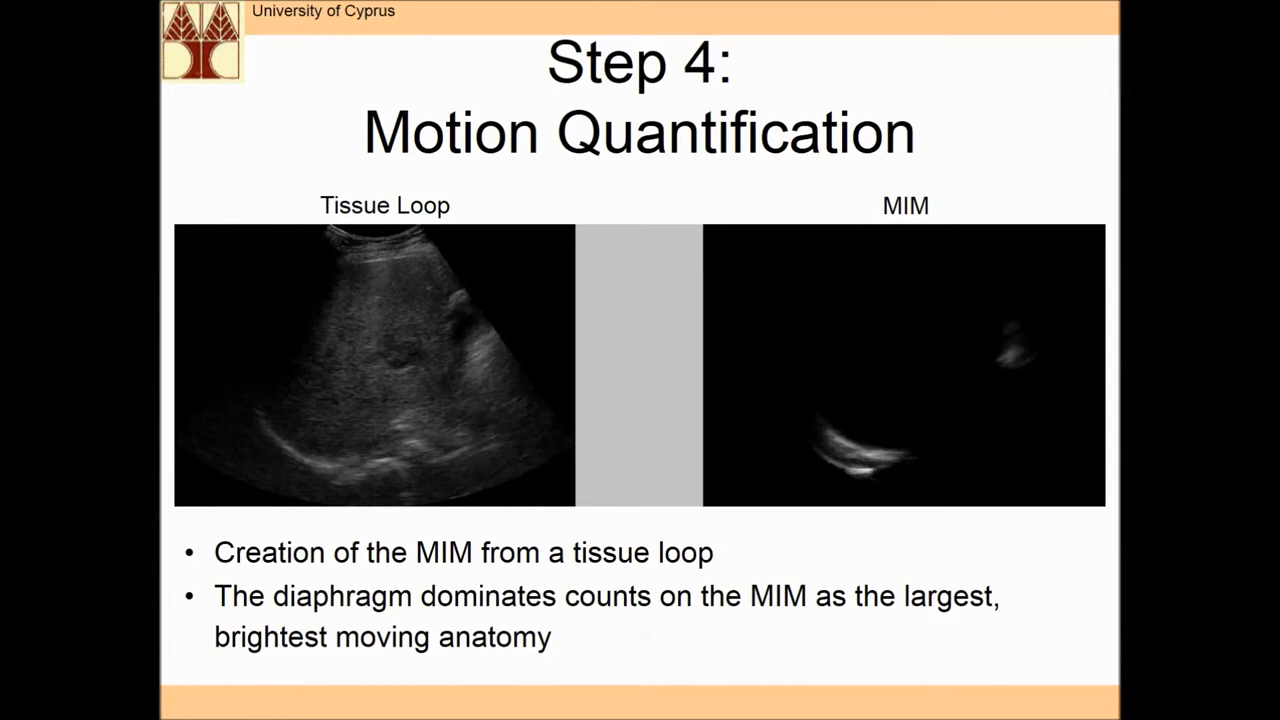 University of Cyprus
Step 4:
Motion Quantification
Tissue Loop
MIM
• Creation of the MIM from a tissue loop
• The diaphragm dominates counts on the MIM as the largest,
brightest moving anatomy